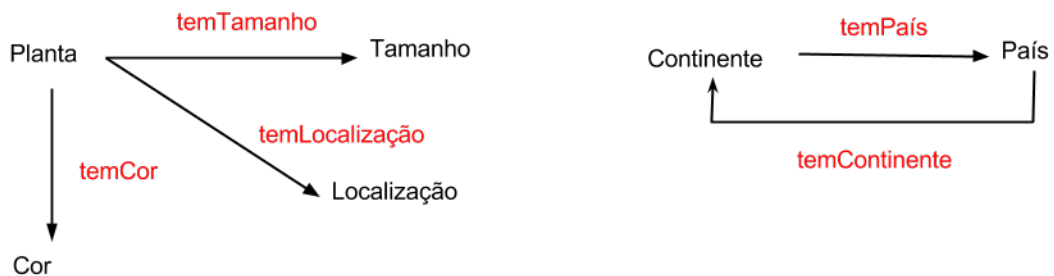 temTamanho
Planta
Tamanho
temLocalização
temCor
Localização
Cor
temPaís
Continente
País
temContinente